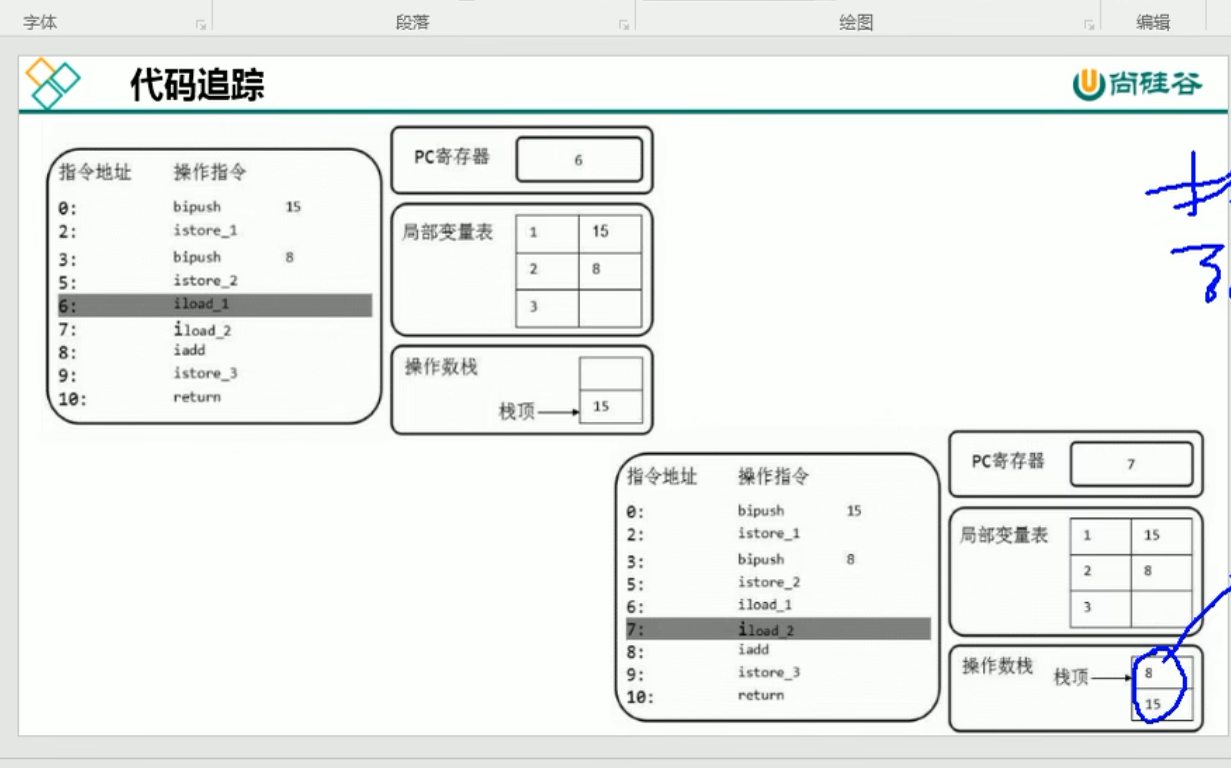 字体 段落 绘图 编辑
代码追踪
尚硅谷
指令地址 操作指令
0: bipush 15
2: istore_1
3: bipush 8
5: istore_2
6: iload_1
7: iload_2
8: iadd
9: istore_3
10: return
PC寄存器 6
局部变量表 1 15
2 8
3
操作数栈
栈顶 15
指令地址 操作指令
0: bipush 15
2: istore_1
3: bipush 8
5: istore_2
6: iload_1
7: iload_2
8: iadd
9: istore_3
10: return
PC寄存器 7
局部变量表 1 15
2 8
3
操作数栈 栈顶 8
15